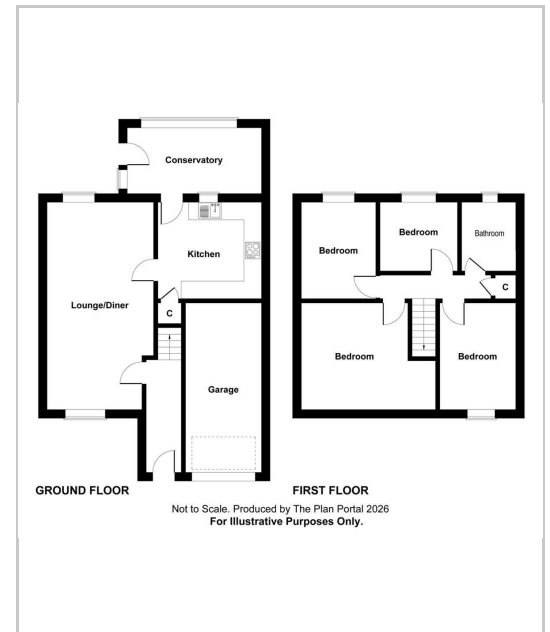 Conservatory
Kitchen
Lounge/Diner
C
Garage
GROUND FLOOR
Bedroom
Bedroom
Bathroom
C
Bedroom
Bedroom
FIRST FLOOR
Not to Scale. Produced by The Plan Portal 2026
For Illustrative Purposes Only.